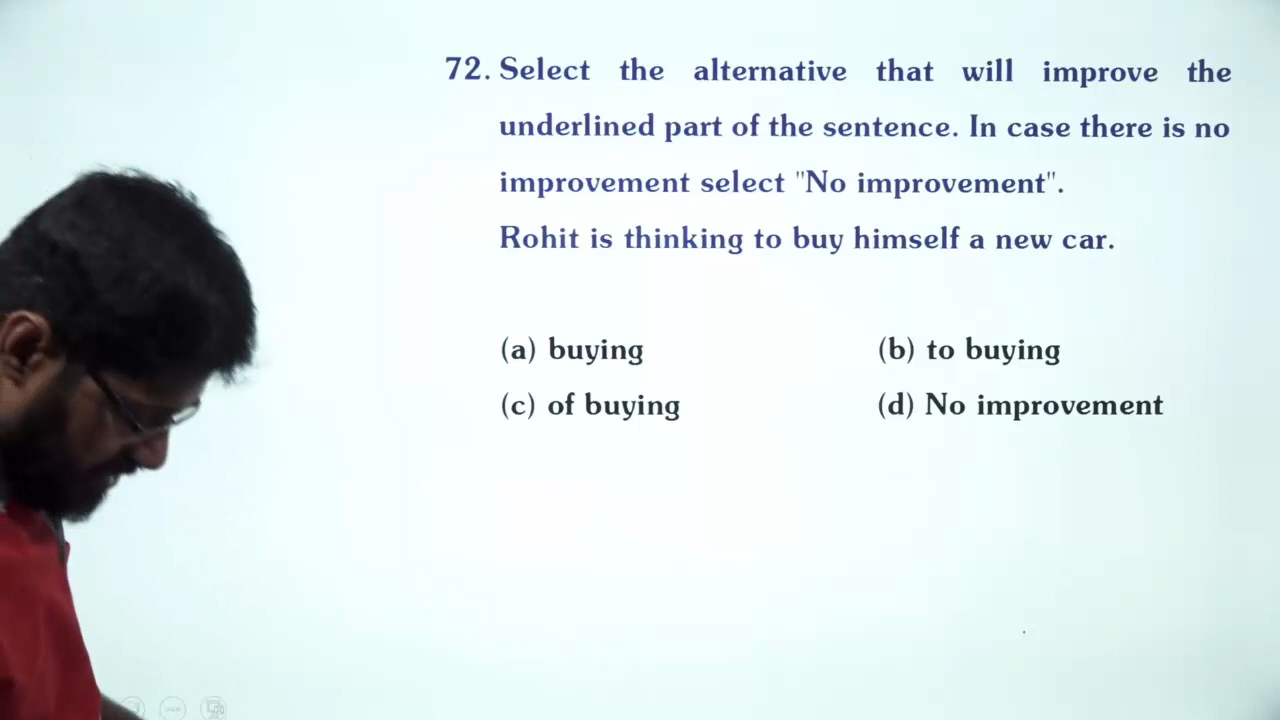 72. Select the alternative that will improve the
underlined part of the sentence. In case there is no
improvement select "No improvement".
Rohit is thinking to buy himself a new car.
(a) buying (b) to buying
(c) of buying (d) No improvement